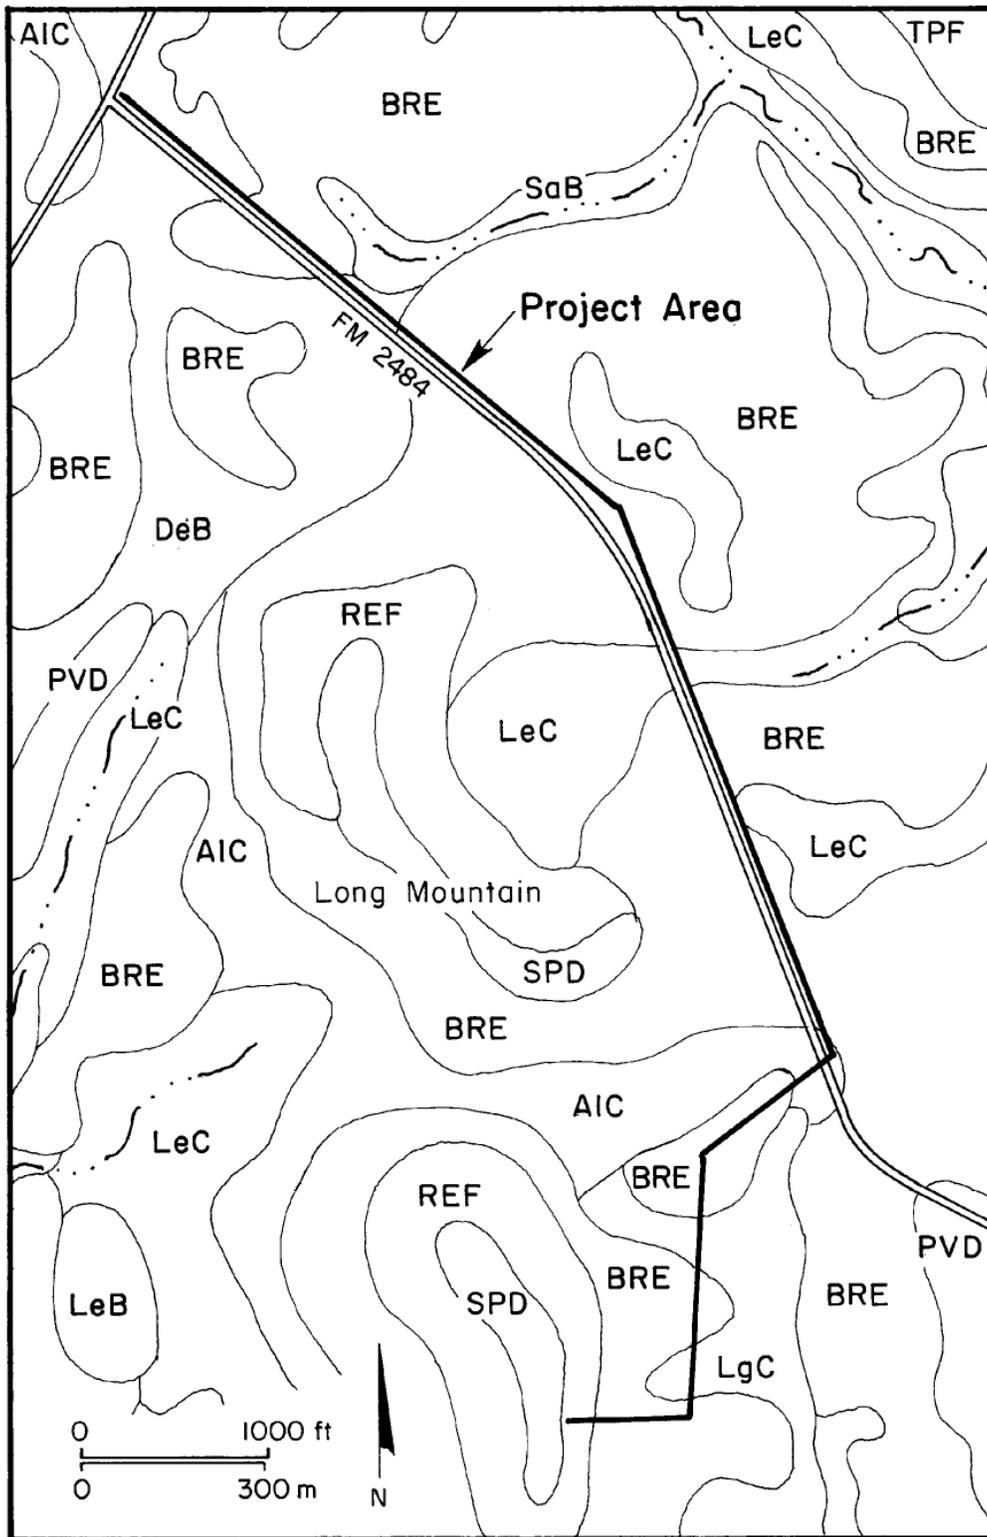 AIC
LeC
TPF
BRE
BRE
SaB
Project Area
FM 2484
BRE
BRE
LeC
BRE
DeB
REF
PVD
LeC
LeC
BRE
AIC
LeC
Long Mountain
BRE
SPD
BRE
AIC
LeC
BRE
REF
PVD
BRE
BRE
LeB
SPD
LgC
0 1000 ft
0 300 m
N